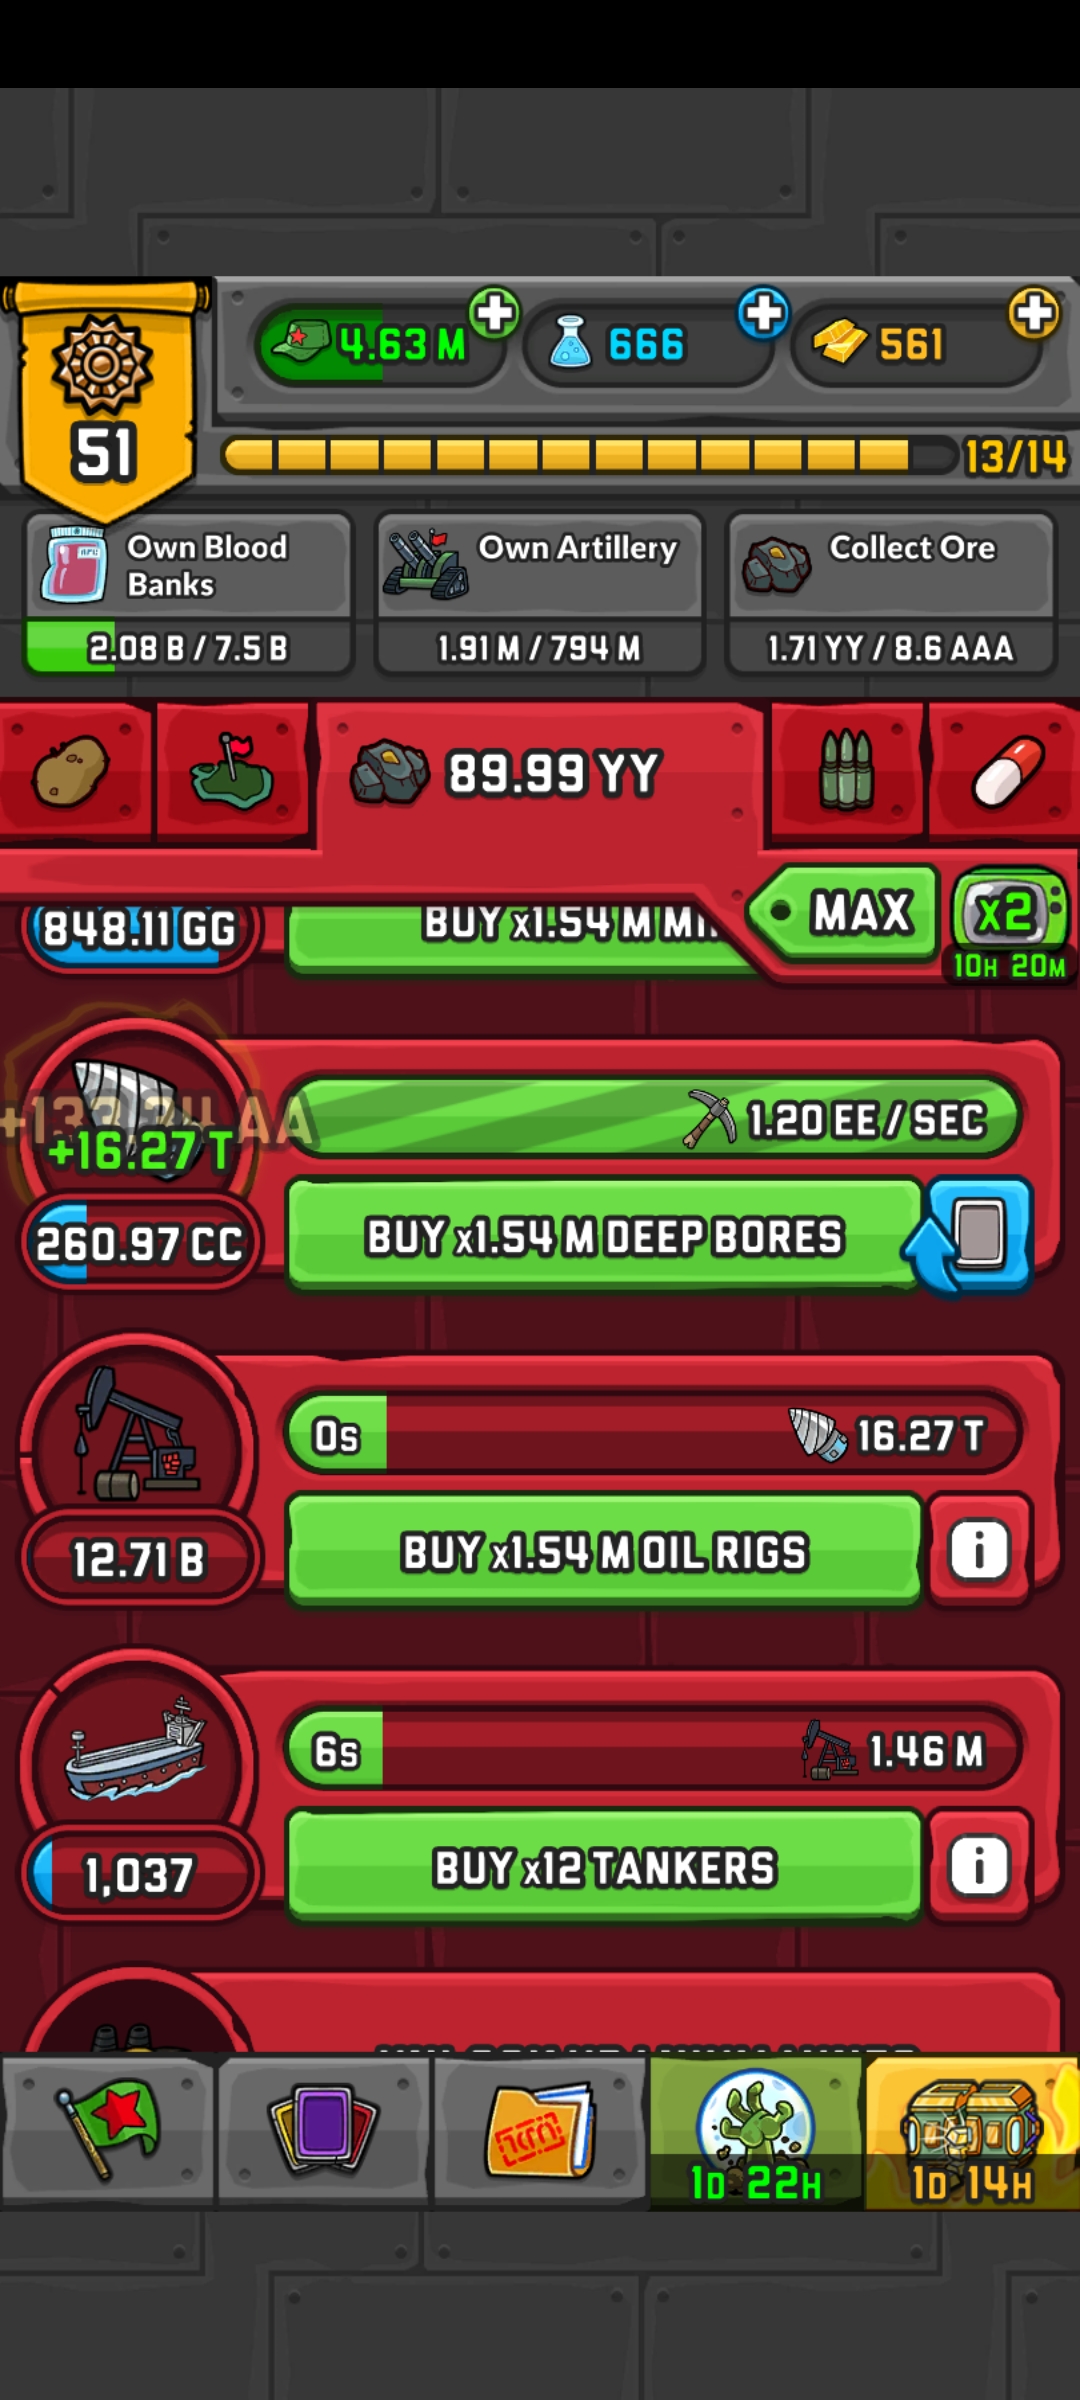 4.63 M
666
561
51
13/14
Own Blood
Banks
Own Artillery
Collect Ore
2.08 B / 7.5 B
1.91 M / 794 M
1.71 YY / 8.6 AAA
89.99 YY
MAX
x2
10H 20M
848.11 GG
BUY x1.54 M
+16.27 T
1.20 EE / SEC
260.97 CC
BUY x1.54 M DEEP BORES
0s
16.27 T
12.71 B
BUY x1.54 M OIL RIGS
i
6s
1.46 M
1,037
BUY x12 TANKERS
i
1D 22H
1D 14H